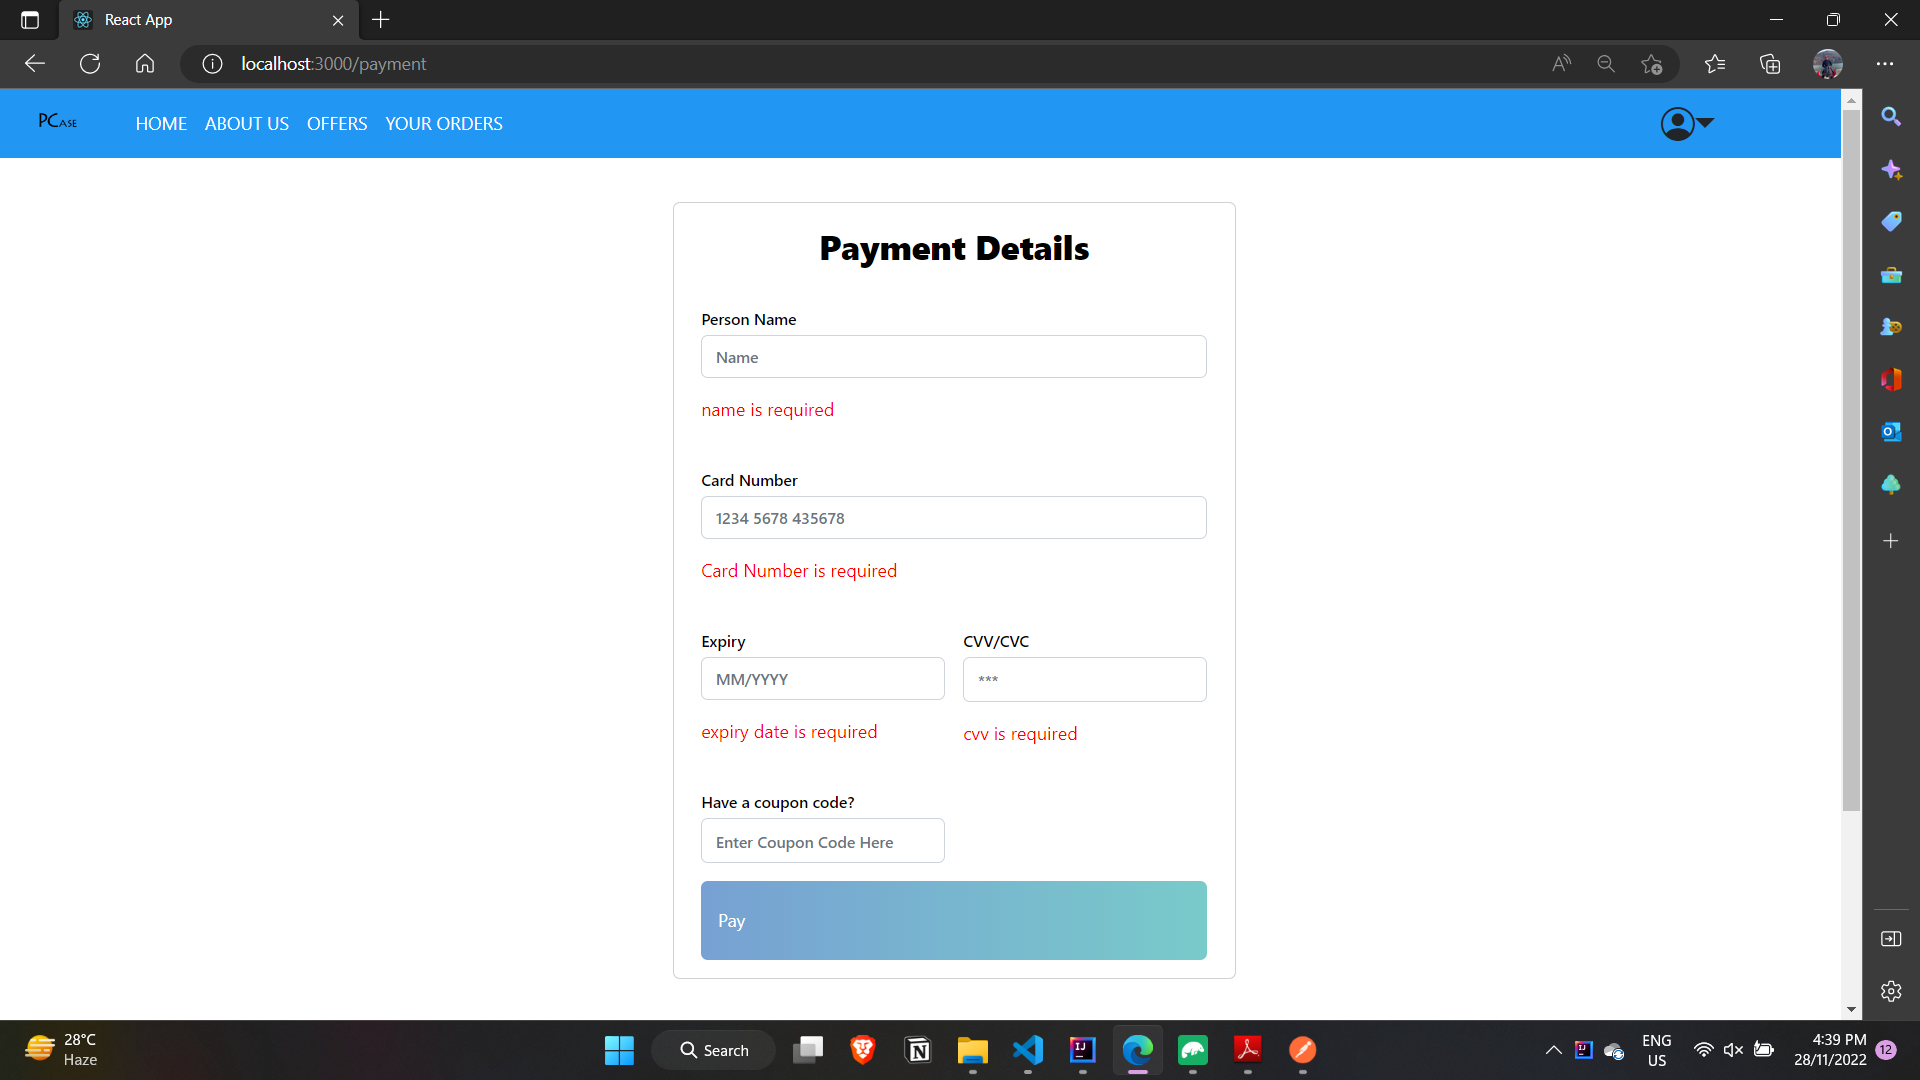 React App
localhost:3000/payment
PCASE HOME ABOUT US OFFERS YOUR ORDERS
Payment Details
Person Name
Name
name is required
Card Number
1234 5678 435678
Card Number is required
Expiry CVV/CVC
MM/YYYY ***
expiry date is required cvv is required
Have a coupon code?
Enter Coupon Code Here
Pay
28°C
Haze
Search
ENG
US
4:39 PM
28/11/2022
12